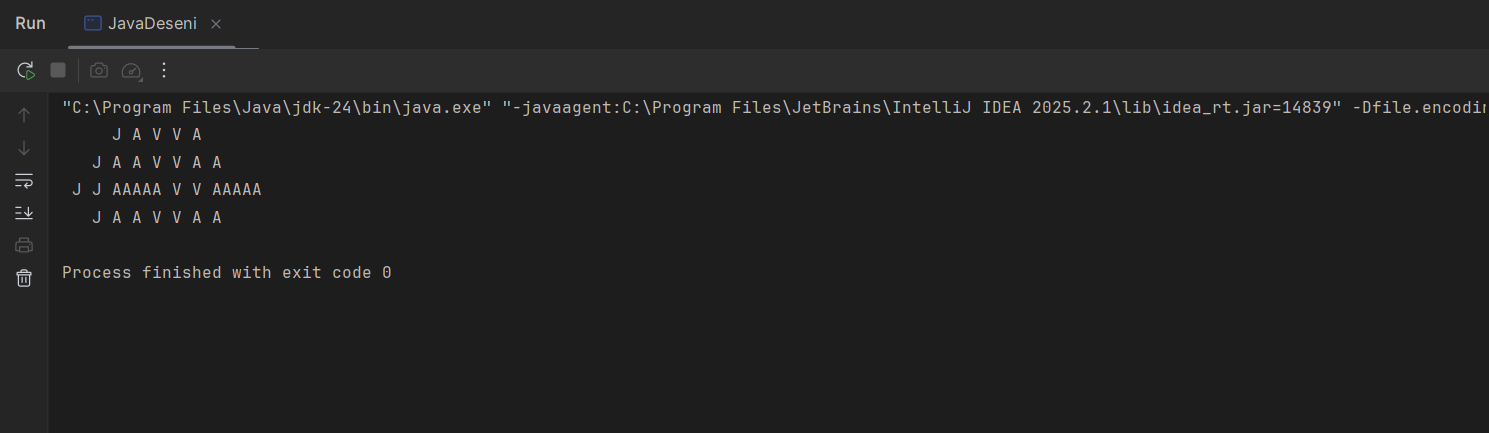 Run JavaDeseni
"C:\Program Files\Java\jdk-24\bin\java.exe" "-javaagent:C:\Program Files\JetBrains\IntelliJ IDEA 2025.2.1\lib\idea_rt.jar=14839" -Dfile.encodin
     J A V V A
   J A A V V A A
 J J AAAAA V V AAAAA
   J A A V V A A
Process finished with exit code 0